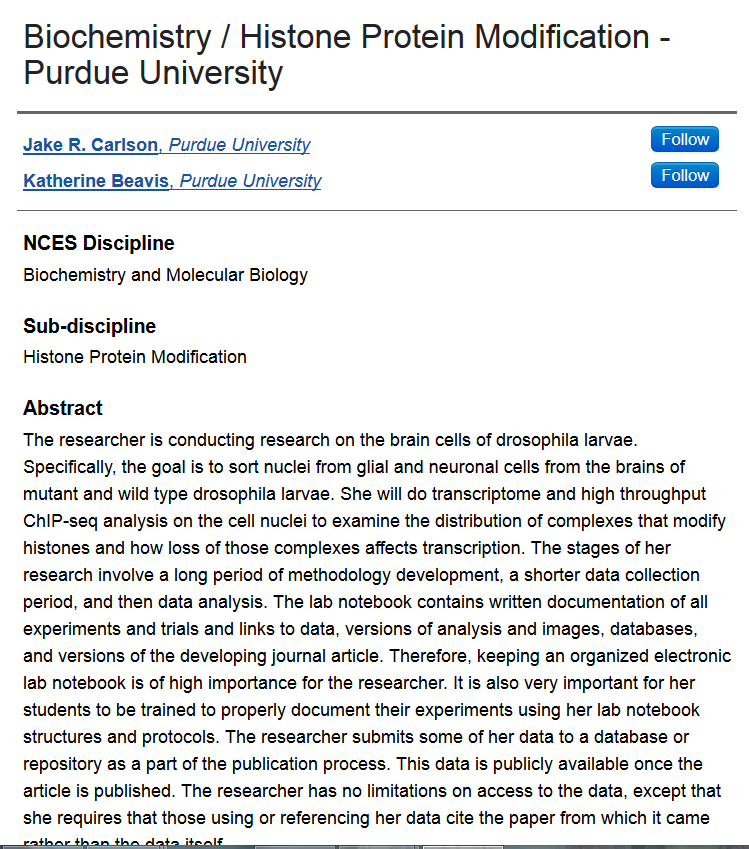 Biochemistry / Histone Protein Modification -
Purdue University
Jake R. Carlson, Purdue University
Follow
Katherine Beavis, Purdue University
Follow
NCES Discipline
Biochemistry and Molecular Biology
Sub-discipline
Histone Protein Modification
Abstract
The researcher is conducting research on the brain cells of drosophila larvae.
Specifically, the goal is to sort nuclei from glial and neuronal cells from the brains of
mutant and wild type drosophila larvae. She will do transcriptome and high throughput
ChIP-seq analysis on the cell nuclei to examine the distribution of complexes that modify
histones and how loss of those complexes affects transcription. The stages of her
research involve a long period of methodology development, a shorter data collection
period, and then data analysis. The lab notebook contains written documentation of all
experiments and trials and links to data, versions of analysis and images, databases,
and versions of the developing journal article. Therefore, keeping an organized electronic
lab notebook is of high importance for the researcher. It is also very important for her
students to be trained to properly document their experiments using her lab notebook
structures and protocols. The researcher submits some of her data to a database or
repository as a part of the publication process. This data is publicly available once the
article is published. The researcher has no limitations on access to the data, except that
she requires that those using or referencing her data cite the paper from which it came
rather than the data itself